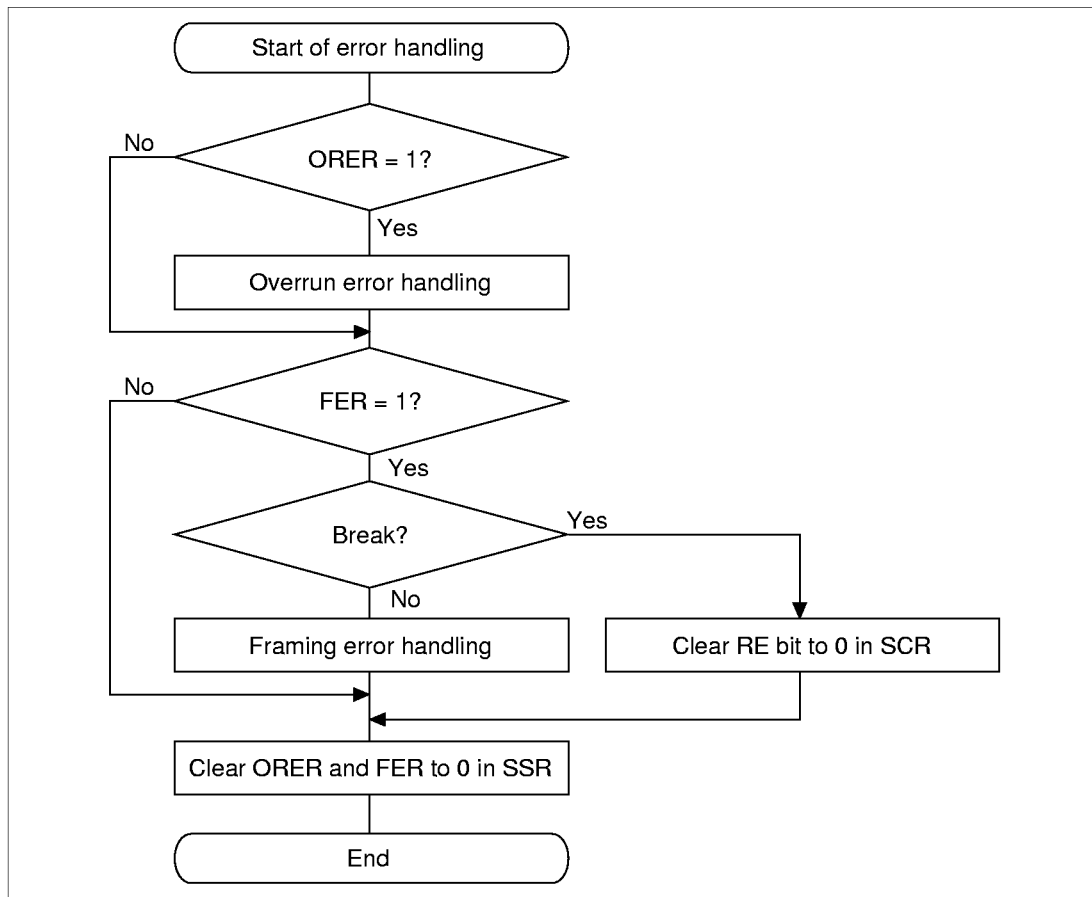 Start of error handling
No
ORER = 1?
Yes
Overrun error handling
No
FER = 1?
Yes
Break?
Yes
No
Framing error handling
Clear RE bit to 0 in SCR
Clear ORER and FER to 0 in SSR
End